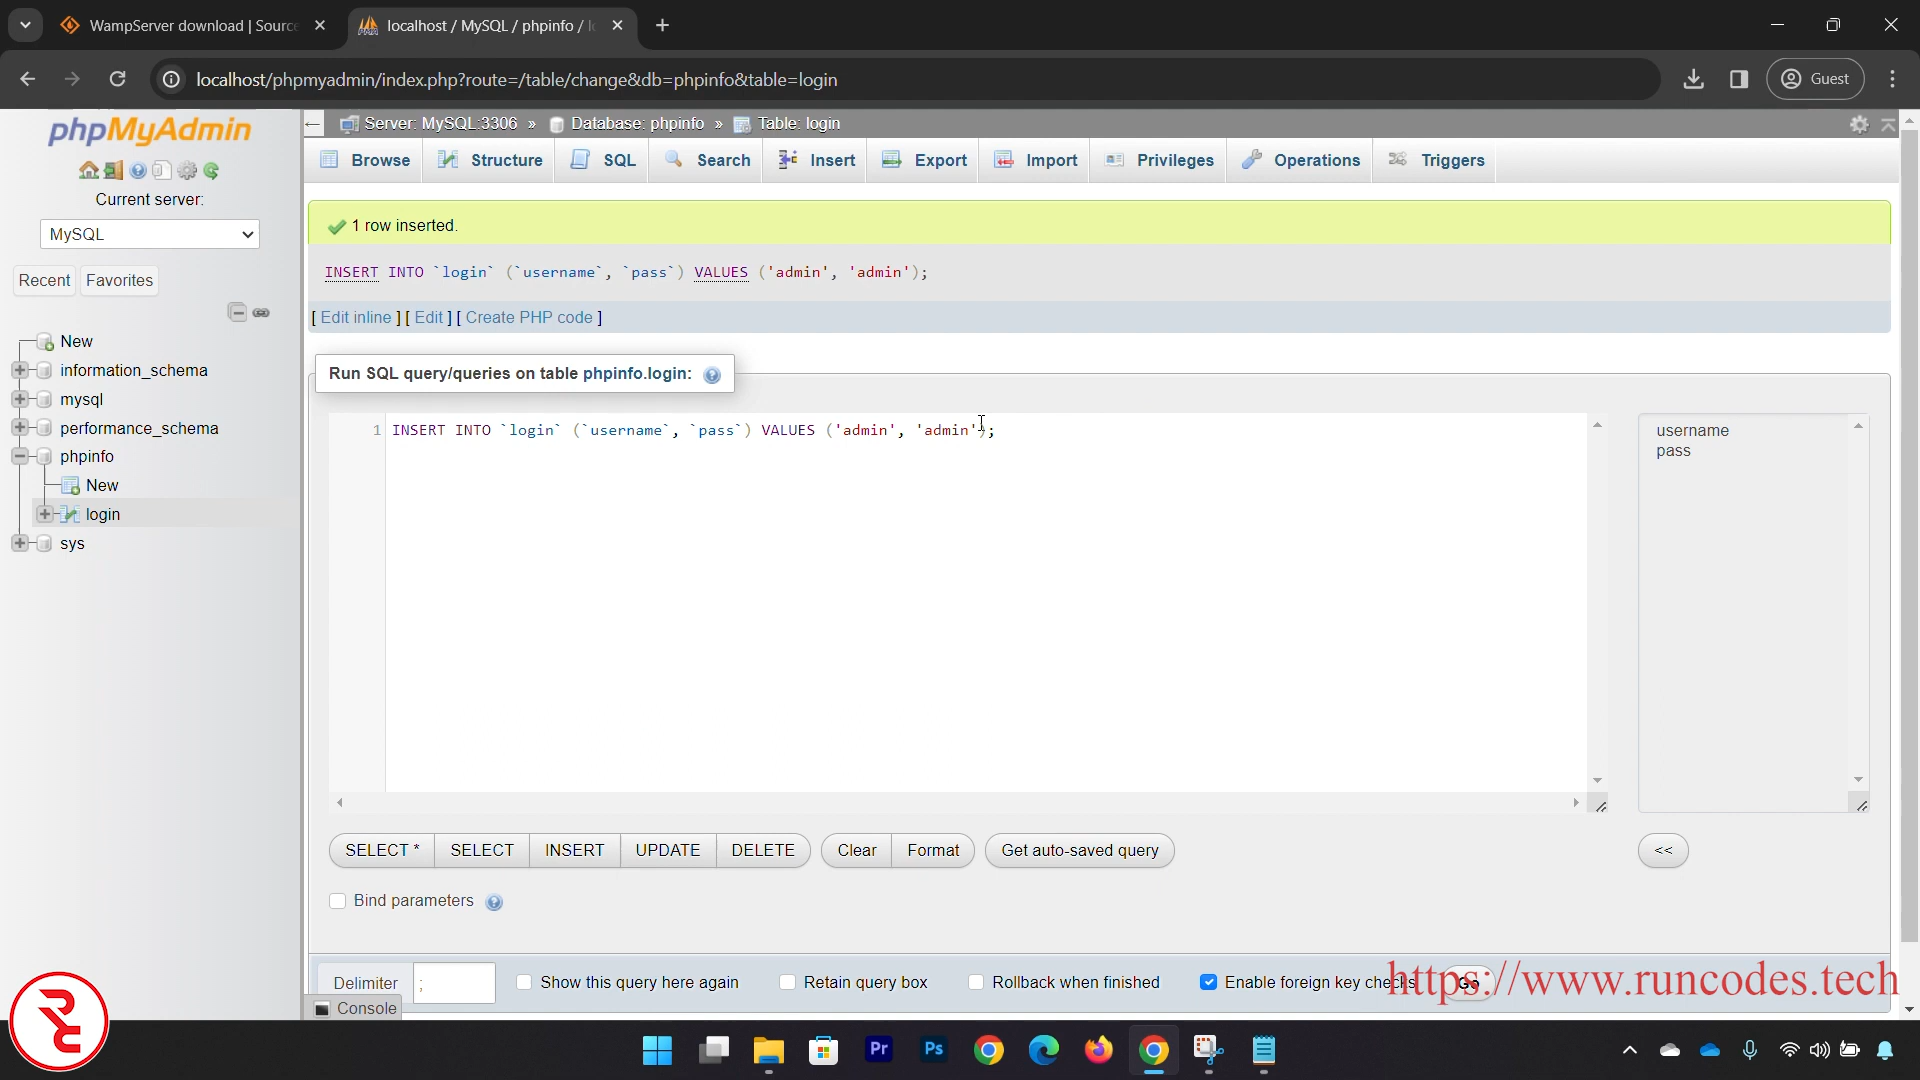 WampServer download | Source
localhost / MySQL / phpinfo / l
localhost/phpmyadmin/index.php?route=/table/change&db=phpinfo&table=login
Guest
phpMyAdmin
Current server:
MySQL
Recent
Favorites
New
information_schema
mysql
performance_schema
phpinfo
New
login
sys
Server: MySQL:3306 » Database: phpinfo » Table: login
Browse
Structure
SQL
Search
Insert
Export
Import
Privileges
Operations
Triggers
1 row inserted.
INSERT INTO `login` (`username`, `pass`) VALUES ('admin', 'admin');
[ Edit inline ] [ Edit ] [ Create PHP code ]
Run SQL query/queries on table phpinfo.login:
1 INSERT INTO `login` (`username`, `pass`) VALUES ('admin', 'admin');
username
pass
SELECT *
SELECT
INSERT
UPDATE
DELETE
Clear
Format
Get auto-saved query
<<
Bind parameters
Delimiter
;
Show this query here again
Retain query box
Rollback when finished
Enable foreign key checks
Go
https://www.runcodes.tech
Console
Pr
Ps